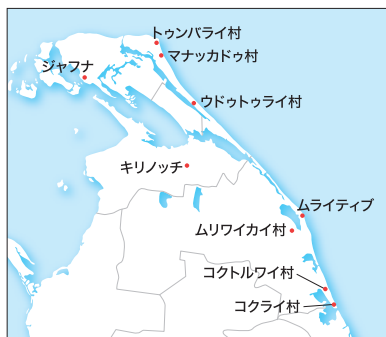 トゥンパライ村
マナッカドゥ村
ジャフナ
ウドゥトゥライ村
キリノッチ
ムライティブ
ムリワイカイ村
コクトルワイ村
コクライ村